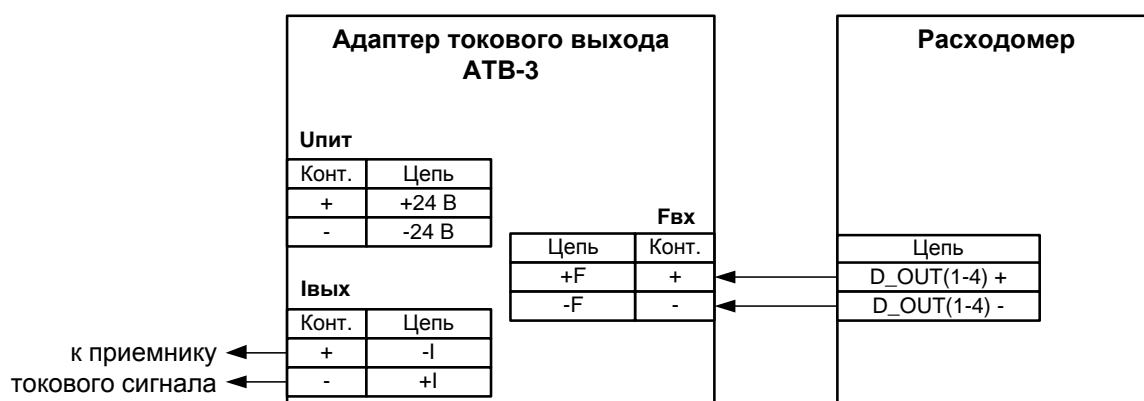 Адаптер токового выхода
АТВ-3
Расходомер
Uпит
Конт. Цепь
+ +24 В
- -24 В
Fвх
Цепь Конт.
+F +
-F -
Цепь
D_OUT(1-4) +
D_OUT(1-4) -
Iвых
Конт. Цепь
+ -I
- +I
к приемнику
токового сигнала